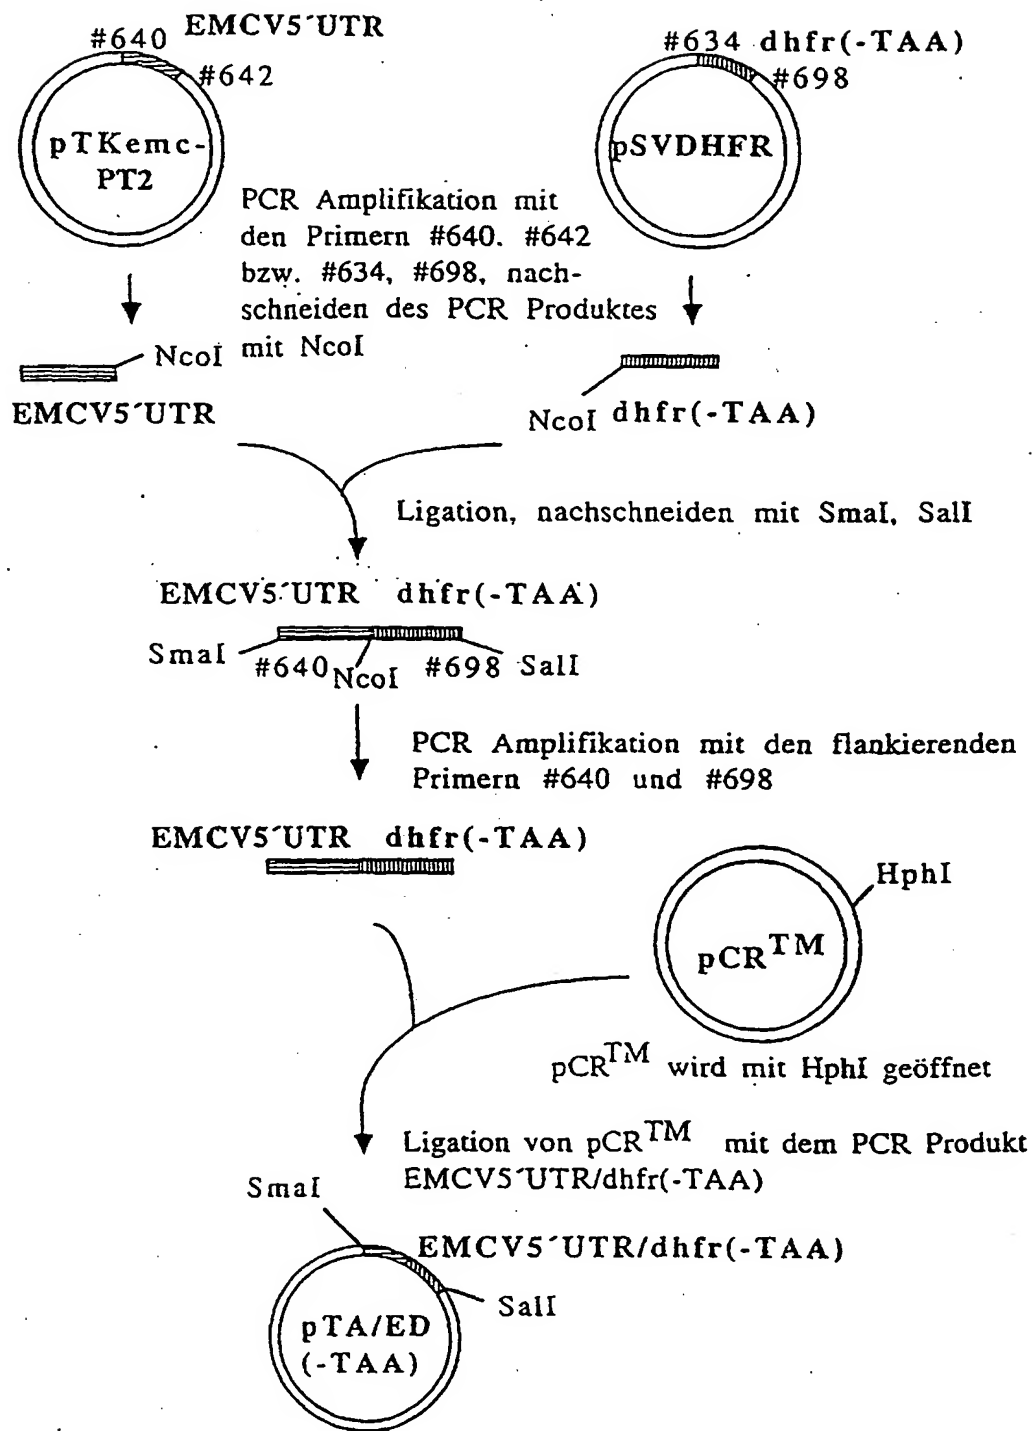 #640 EMCV5´UTR
#642
pTKemc-
PT2
#634 dhfr(-TAA)
#698
pSVDHFR
PCR Amplifikation mit
den Primern #640. #642
bzw. #634, #698, nach-
schneiden des PCR Produktes
mit NcoI
NcoI
EMCV5´UTR
NcoI dhfr(-TAA)
Ligation, nachschneiden mit SmaI, SalI
EMCV5´UTR dhfr(-TAA)
SmaI #640 NcoI #698 SalI
PCR Amplifikation mit den flankierenden
Primern #640 und #698
EMCV5´UTR dhfr(-TAA)
HphI
pCR™
pCR™ wird mit HphI geöffnet
Ligation von pCR™ mit dem PCR Produkt
EMCV5´UTR/dhfr(-TAA)
SmaI
EMCV5´UTR/dhfr(-TAA)
SalI
pTA/ED
(-TAA)